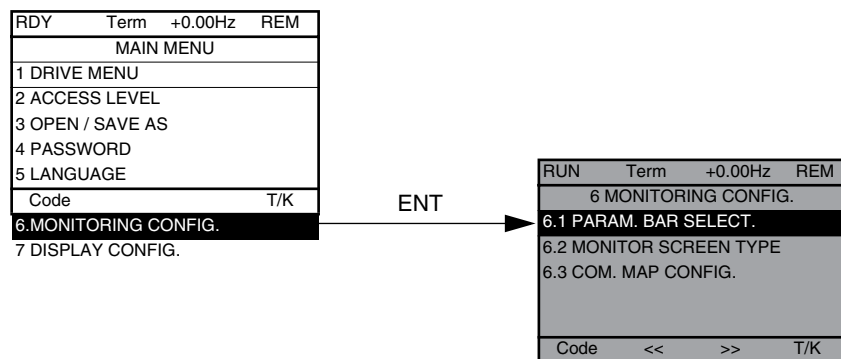 RDY Term +0.00Hz REM
MAIN MENU
1 DRIVE MENU
2 ACCESS LEVEL
3 OPEN / SAVE AS
4 PASSWORD
5 LANGUAGE
Code T/K
6.MONITORING CONFIG.
7 DISPLAY CONFIG.
ENT
RUN Term +0.00Hz REM
6 MONITORING CONFIG.
6.1 PARAM. BAR SELECT.
6.2 MONITOR SCREEN TYPE
6.3 COM. MAP CONFIG.
Code << >> T/K